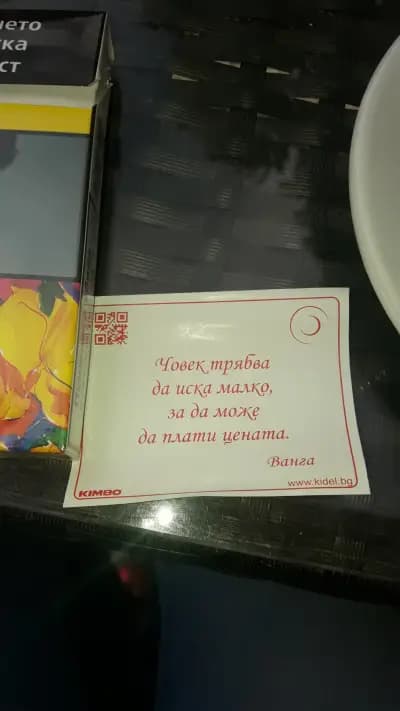 Човек трябва
да иска малко,
за да може
да плати цената.
Ванга
KIMBO
www.kidel.bg